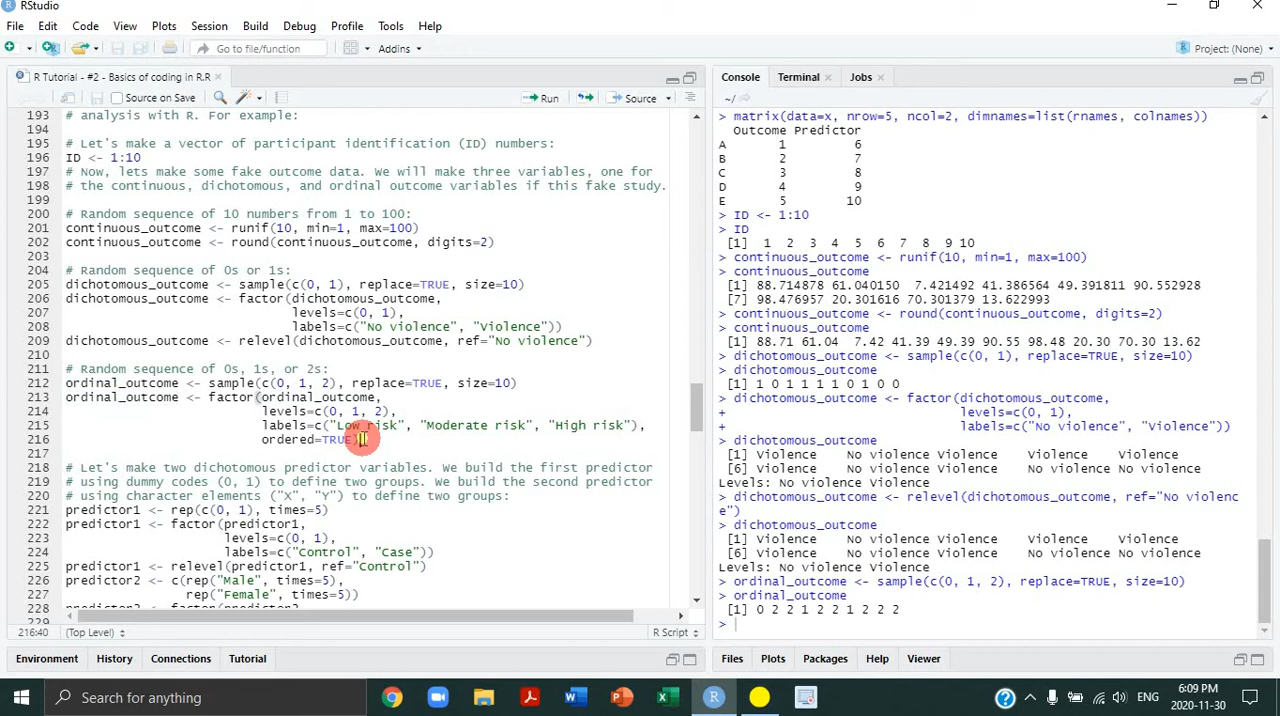 RStudio
File Edit Code View Plots Session Build Debug Profile Tools Help
Go to file/function Addins Project: (None)
R Tutorial - #2 - Basics of coding in R.R
Source on Save Run Source
193 # analysis with R. For example:
194
195 # Let's make a vector of participant identification (ID) numbers:
196 ID <- 1:10
197 # Now, lets make some fake outcome data. We will make three variables, one for
198 # the continuous, dichotomous, and ordinal outcome variables if this fake study.
199
200 # Random sequence of 10 numbers from 1 to 100:
201 continuous_outcome <- runif(10, min=1, max=100)
202 continuous_outcome <- round(continuous_outcome, digits=2)
203
204 # Random sequence of 0s or 1s:
205 dichotomous_outcome <- sample(c(0, 1), replace=TRUE, size=10)
206 dichotomous_outcome <- factor(dichotomous_outcome,
207 levels=c(0, 1),
208 labels=c("No violence", "Violence"))
209 dichotomous_outcome <- relevel(dichotomous_outcome, ref="No violence")
210
211 # Random sequence of 0s, 1s, or 2s:
212 ordinal_outcome <- sample(c(0, 1, 2), replace=TRUE, size=10)
213 ordinal_outcome <- factor(ordinal_outcome,
214 levels=c(0, 1, 2),
215 labels=c("Low risk", "Moderate risk", "High risk"),
216 ordered=TRUE)
217
218 # Let's make two dichotomous predictor variables. We build the first predictor
219 # using dummy codes (0, 1) to define two groups. We build the second predictor
220 # using character elements ("X", "Y") to define two groups:
221 predictor1 <- rep(c(0, 1), times=5)
222 predictor1 <- factor(predictor1,
223 levels=c(0, 1),
224 labels=c("Control", "Case"))
225 predictor1 <- relevel(predictor1, ref="Control")
226 predictor2 <- c(rep("Male", times=5),
227 rep("Female", times=5))
228 predictor2 <- factor(predictor2
229
216:40 (Top Level) R Script
Environment History Connections Tutorial
Console Terminal Jobs
~/
> matrix(data=x, nrow=5, ncol=2, dimnames=list(rnames, colnames))
Outcome Predictor
A 1 6
B 2 7
C 3 8
D 4 9
E 5 10
> ID <- 1:10
> ID
[1] 1 2 3 4 5 6 7 8 9 10
> continuous_outcome <- runif(10, min=1, max=100)
> continuous_outcome
[1] 88.714878 61.040150 7.421492 41.386564 49.391811 90.552928
[7] 98.476957 20.301616 70.301379 13.622993
> continuous_outcome <- round(continuous_outcome, digits=2)
> continuous_outcome
[1] 88.71 61.04 7.42 41.39 49.39 90.55 98.48 20.30 70.30 13.62
> dichotomous_outcome <- sample(c(0, 1), replace=TRUE, size=10)
> dichotomous_outcome
[1] 1 0 1 1 1 1 0 1 0 0
> dichotomous_outcome <- factor(dichotomous_outcome,
+ levels=c(0, 1),
+ labels=c("No violence", "Violence"))
> dichotomous_outcome
[1] Violence No violence Violence Violence Violence
[6] Violence No violence Violence No violence No violence
Levels: No violence Violence
> dichotomous_outcome <- relevel(dichotomous_outcome, ref="No violenc
e")
> dichotomous_outcome
[1] Violence No violence Violence Violence Violence
[6] Violence No violence Violence No violence No violence
Levels: No violence Violence
> ordinal_outcome <- sample(c(0, 1, 2), replace=TRUE, size=10)
> ordinal_outcome
[1] 0 2 2 1 2 2 1 2 2 2
>
Files Plots Packages Help Viewer
Search for anything
ENG
6:09 PM
2020-11-30